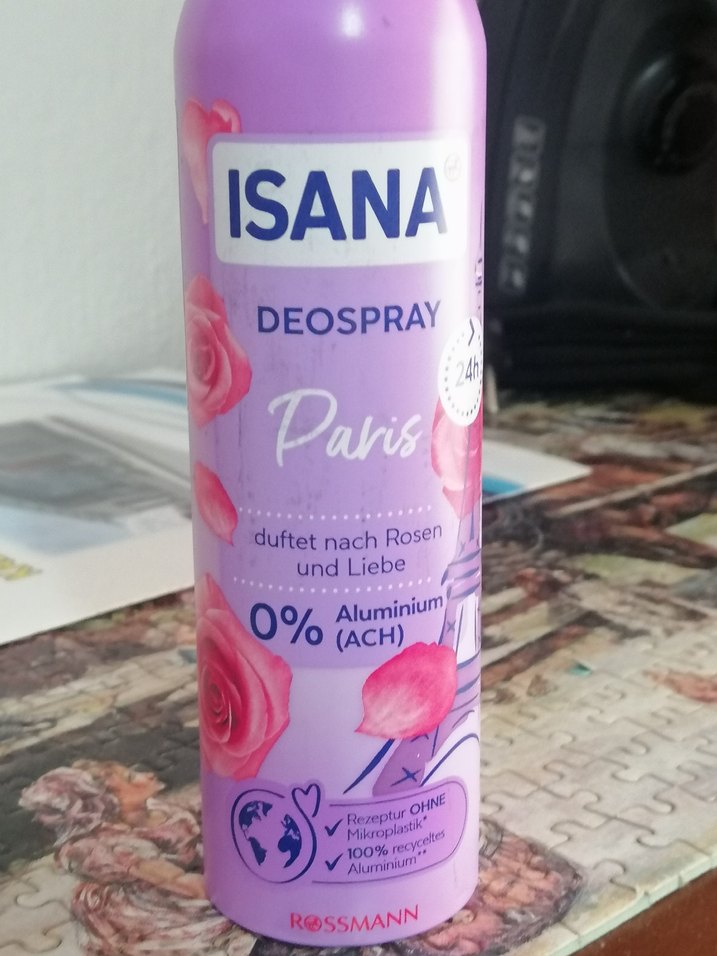 ISANA
DEOSPRAY
24h
Paris
duftet nach Rosen
und Liebe
0% Aluminium
(ACH)
Rezeptur OHNE
Mikroplastik*
100% recyceltes
Aluminium**
ROSSMANN